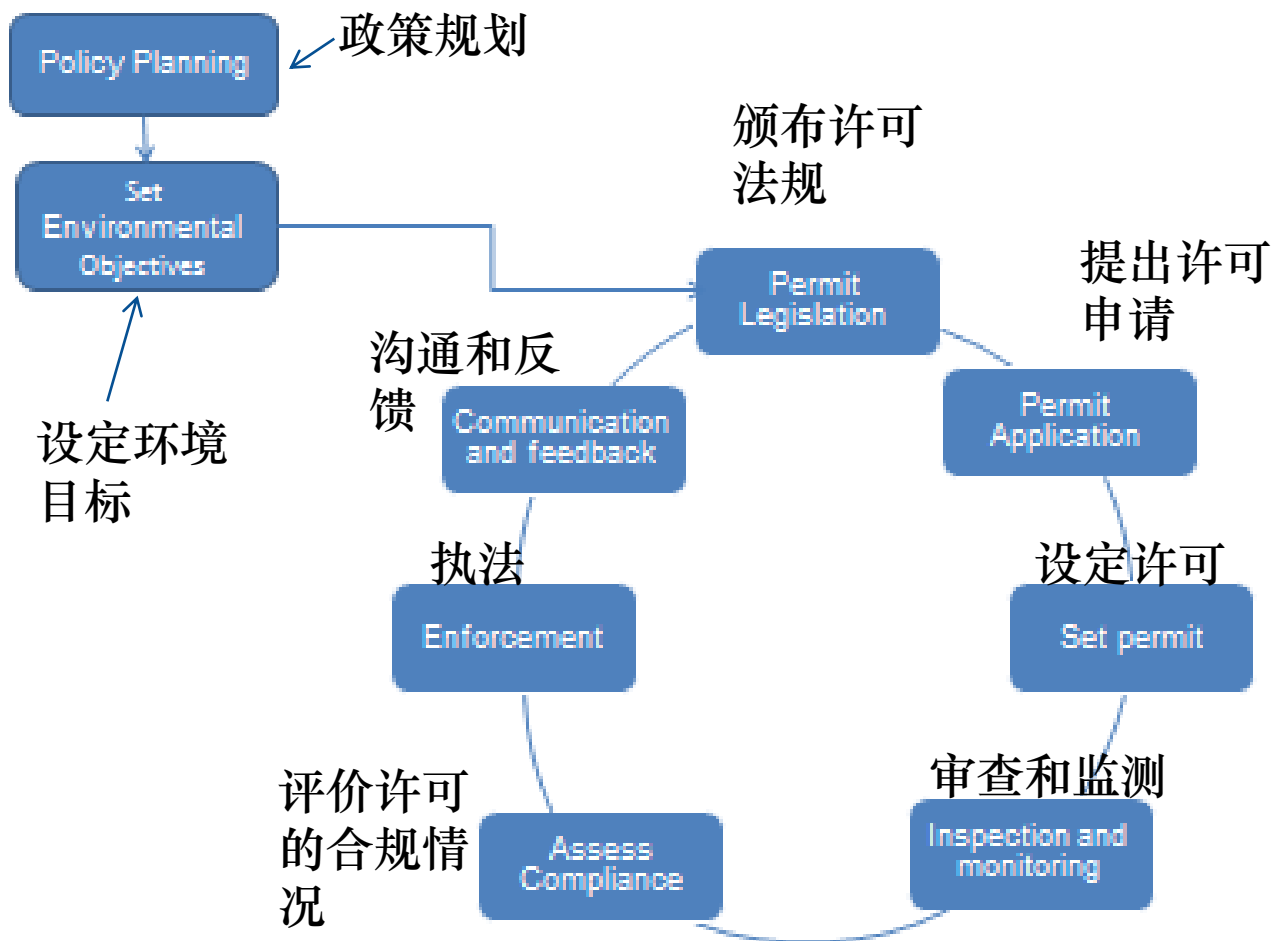 Policy Planning
政策规划
Set
Environmental
Objectives
设定环境
目标
颁布许可
法规
Permit
Legislation
提出许可
申请
Permit
Application
设定许可
Set permit
审查和监测
Inspection and
monitoring
评价许可
的合规情
况
Assess
Compliance
执法
Enforcement
沟通和反
馈
Communication
and feedback